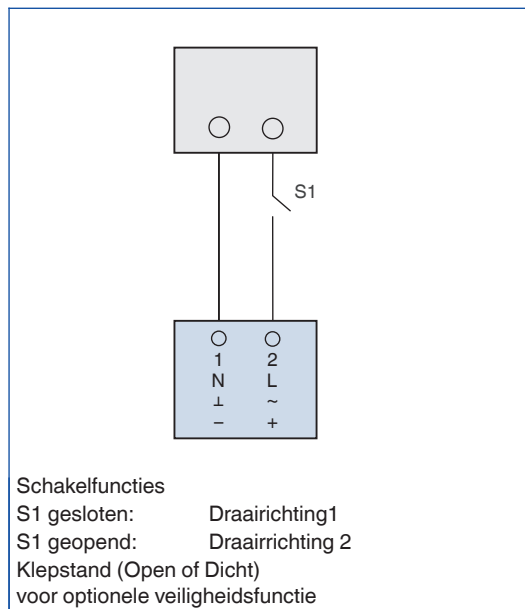 S1
1 2
N L
⊥ ~
– +
Schakelfuncties
S1 gesloten: Draairichting1
S1 geopend: Draairrichting 2
Klepstand (Open of Dicht)
voor optionele veiligheidsfunctie